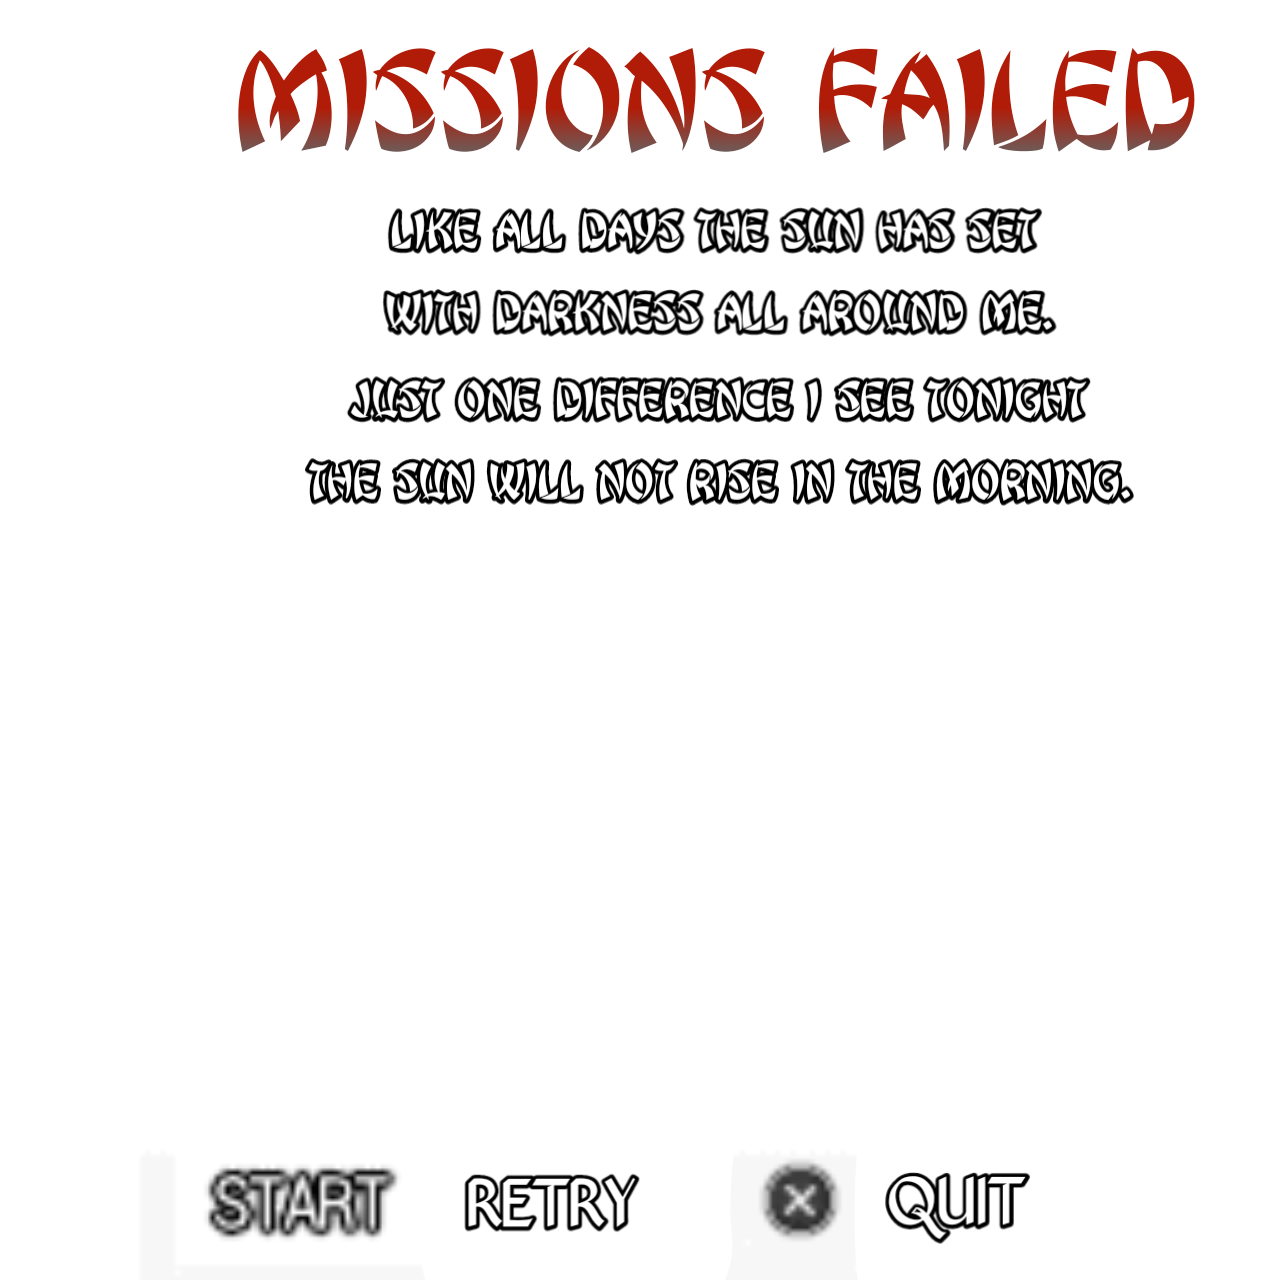 MISSIONS FAILED
LIKE ALL DAYS THE SUN HAS SET
WITH DARKNESS ALL AROUND ME.
JUST ONE DIFFERENCE I SEE TONIGHT
THE SUN WILL NOT RISE IN THE MORNING.
START RETRY QUIT